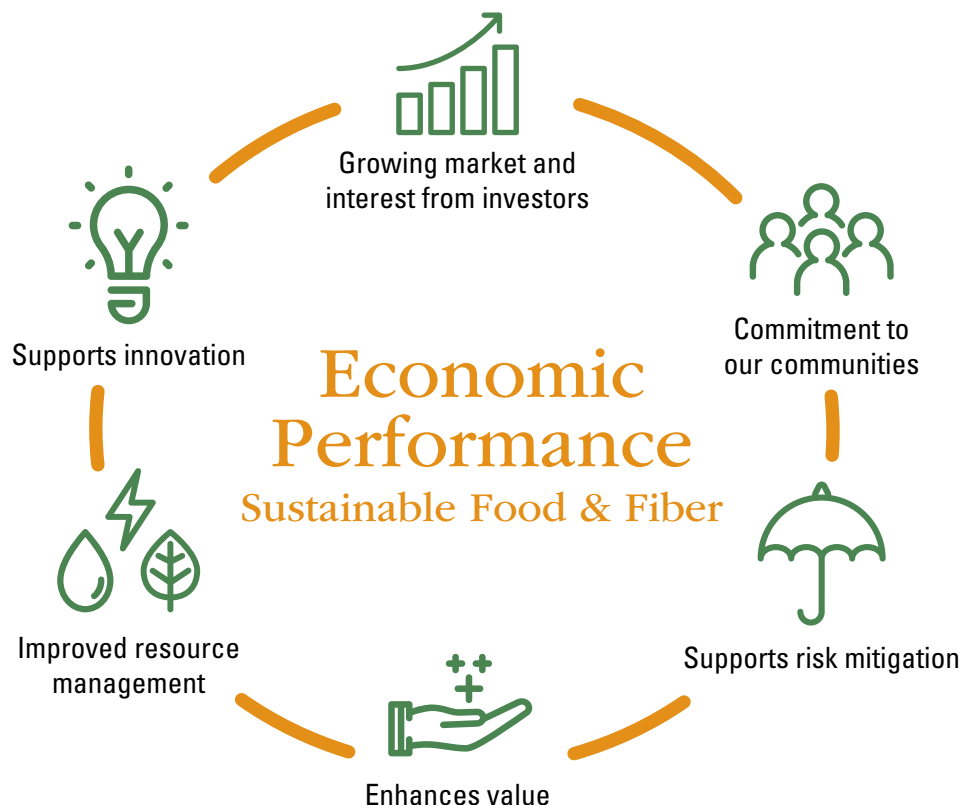 Growing market and
interest from investors
Commitment to
our communities
Supports innovation
Economic
Performance
Sustainable Food & Fiber
Supports risk mitigation
Improved resource
management
Enhances value